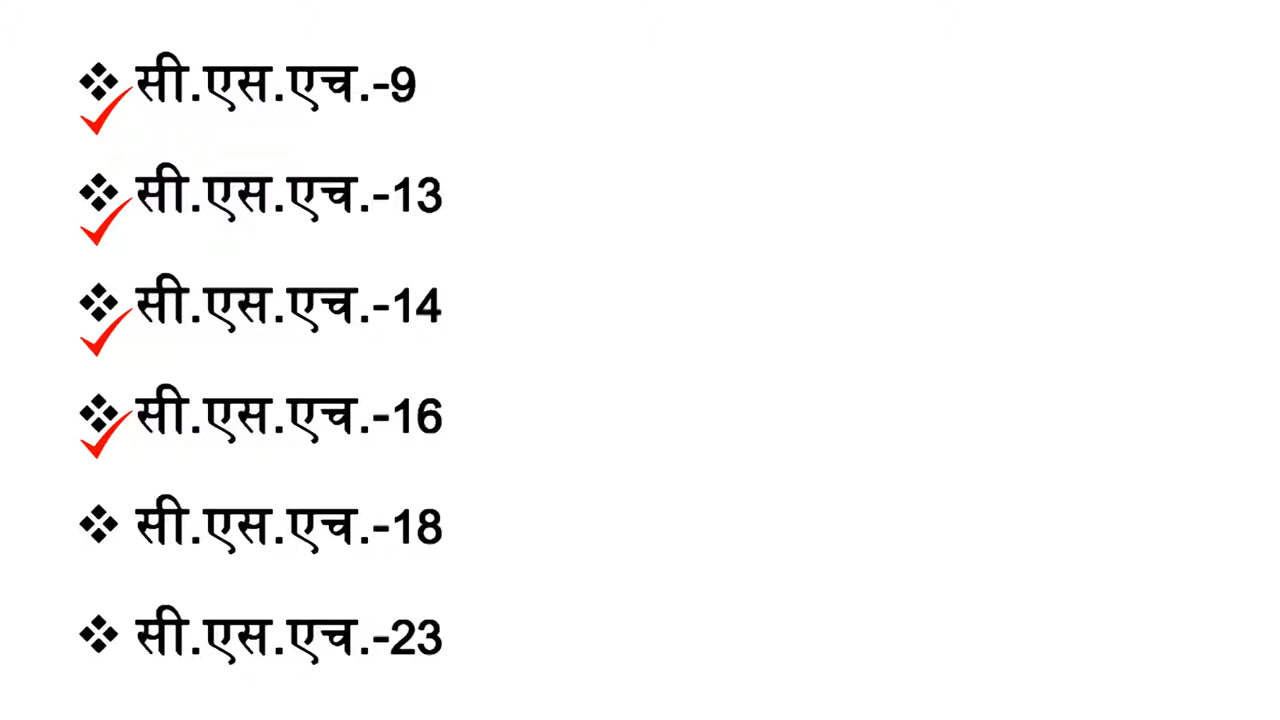 ❖ सी.एस.एच.-9
❖ सी.एस.एच.-13
❖ सी.एस.एच.-14
❖ सी.एस.एच.-16
❖ सी.एस.एच.-18
❖ सी.एस.एच.-23